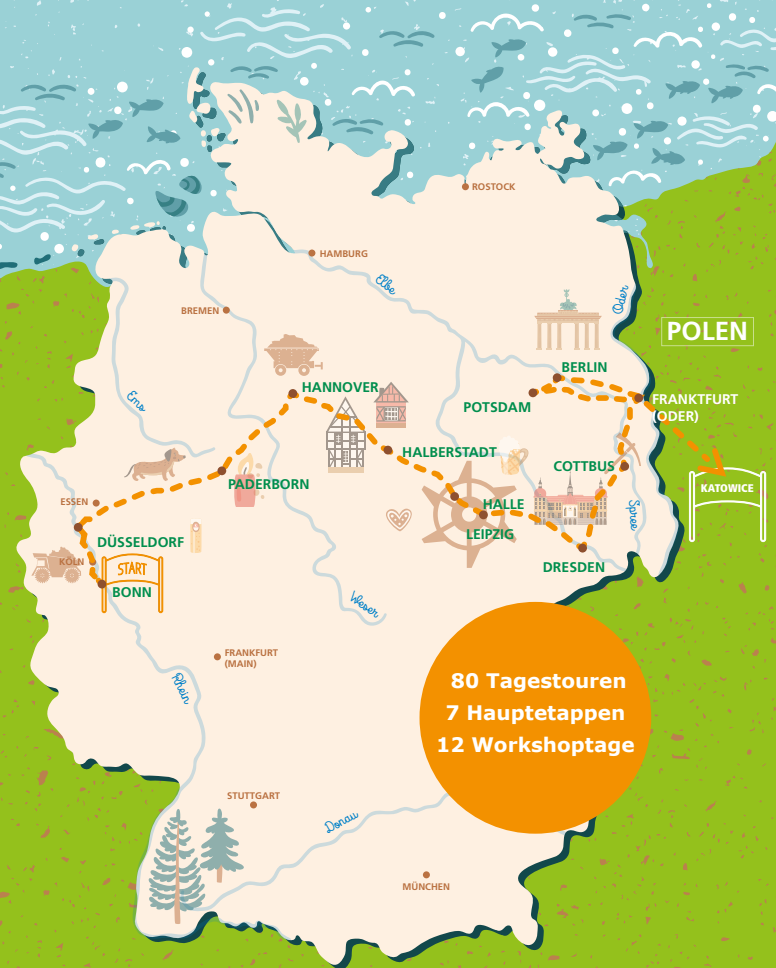 ROSTOCK
HAMBURG
Elbe
BREMEN
Oder
POLEN
BERLIN
HANNOVER
POTSDAM
FRANKTFURT
(ODER)
Ems
HALBERSTADT
COTTBUS
PADERBORN
KATOWICE
ESSEN
HALLE
Spree
LEIPZIG
DÜSSELDORF
KÖLN
START
DRESDEN
BONN
Weser
FRANKFURT
(MAIN)
Rhein
80 Tagestouren
7 Hauptetappen
12 Workshoptage
STUTTGART
Donau
MÜNCHEN